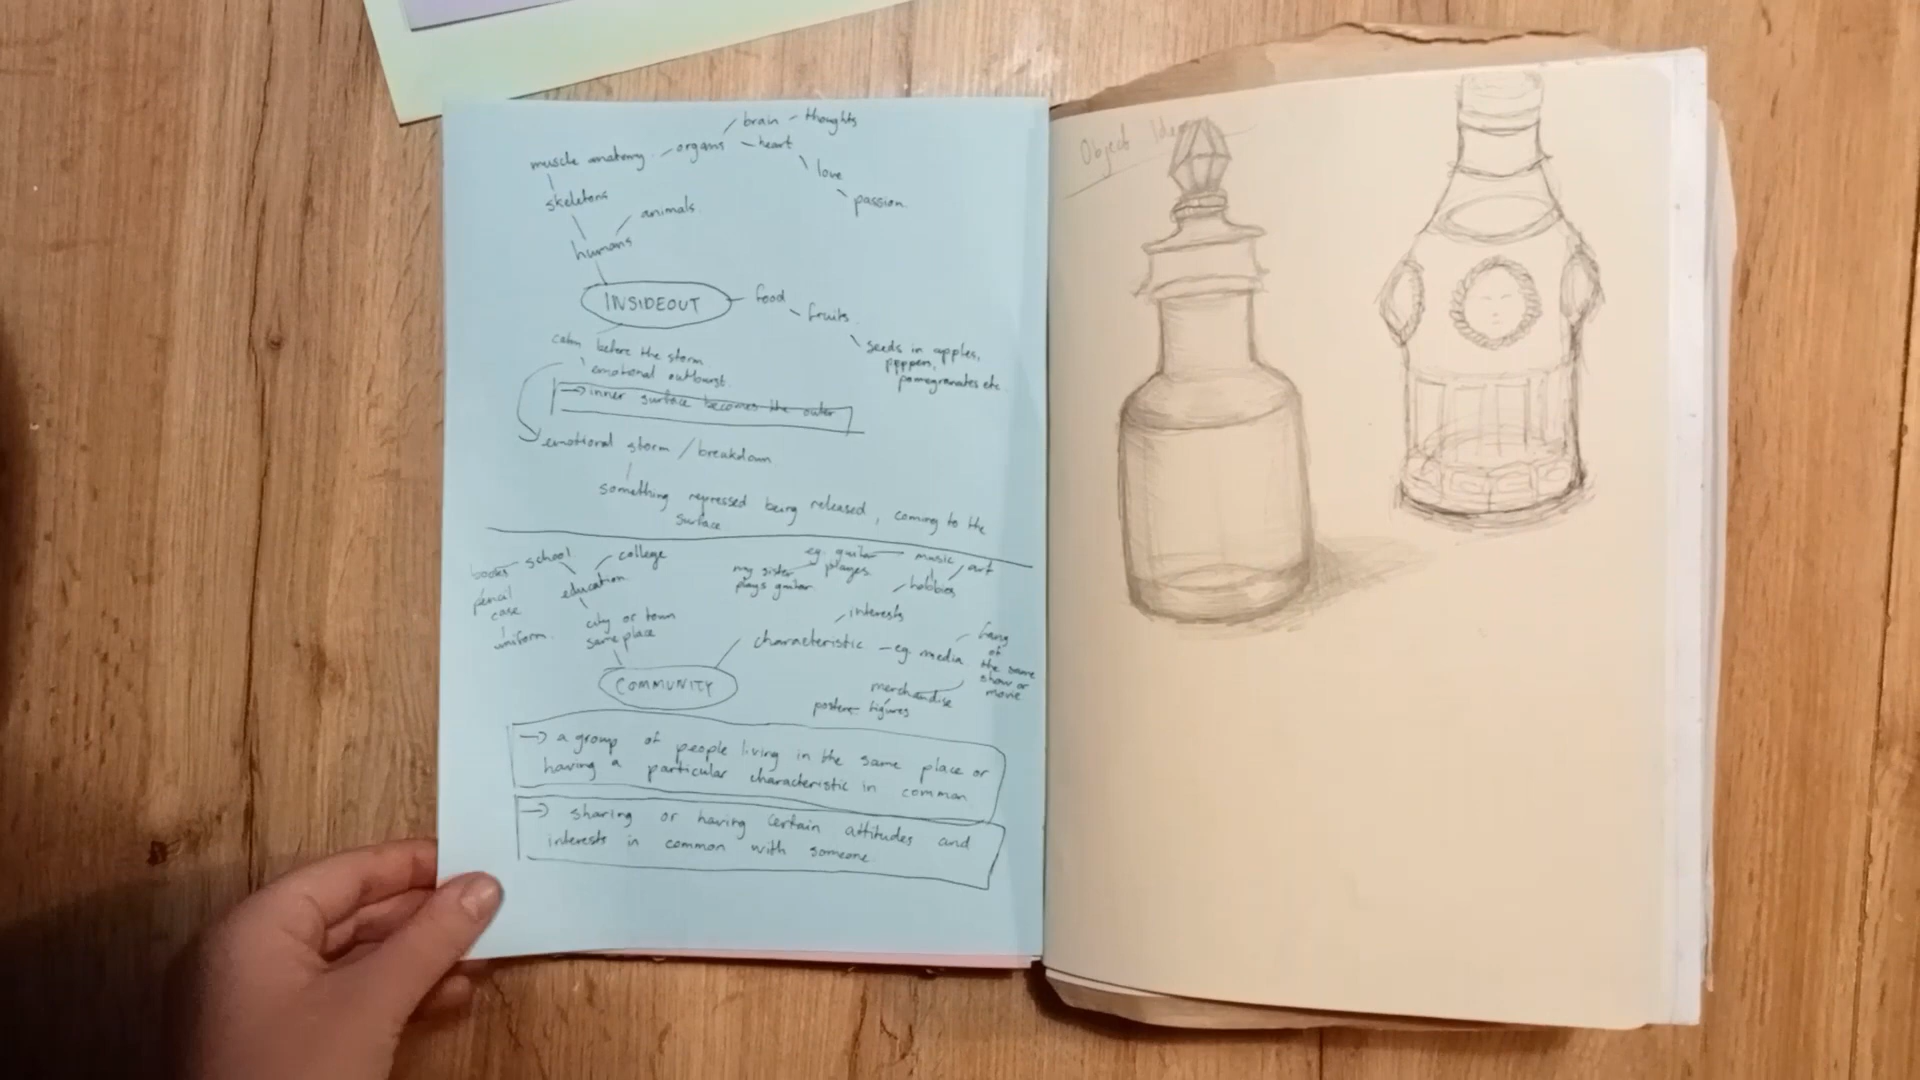 brain - thoughts
muscle anatomy - organs - heart
love
skeletons
animals
passion
humans
INSIDEOUT
food
fruits
calm before the storm
seeds in apples,
emotional outburst.
pomegranates etc
→ inner surface becomes the outer
emotional storm / breakdown
something repressed being released, coming to the
surface
books school
college
eg. guitar
music, art
my sister
plays guitar
hobbies
pencil
case
education
uniform
city or town
same place
interests
characteristic - eg. media
fans
of
the same
show or
movie
COMMUNITY
merchandise
figures
→ a group of people living in the same place or
having a particular characteristic in common
→ sharing or having certain attitudes and
interests in common with someone
Object